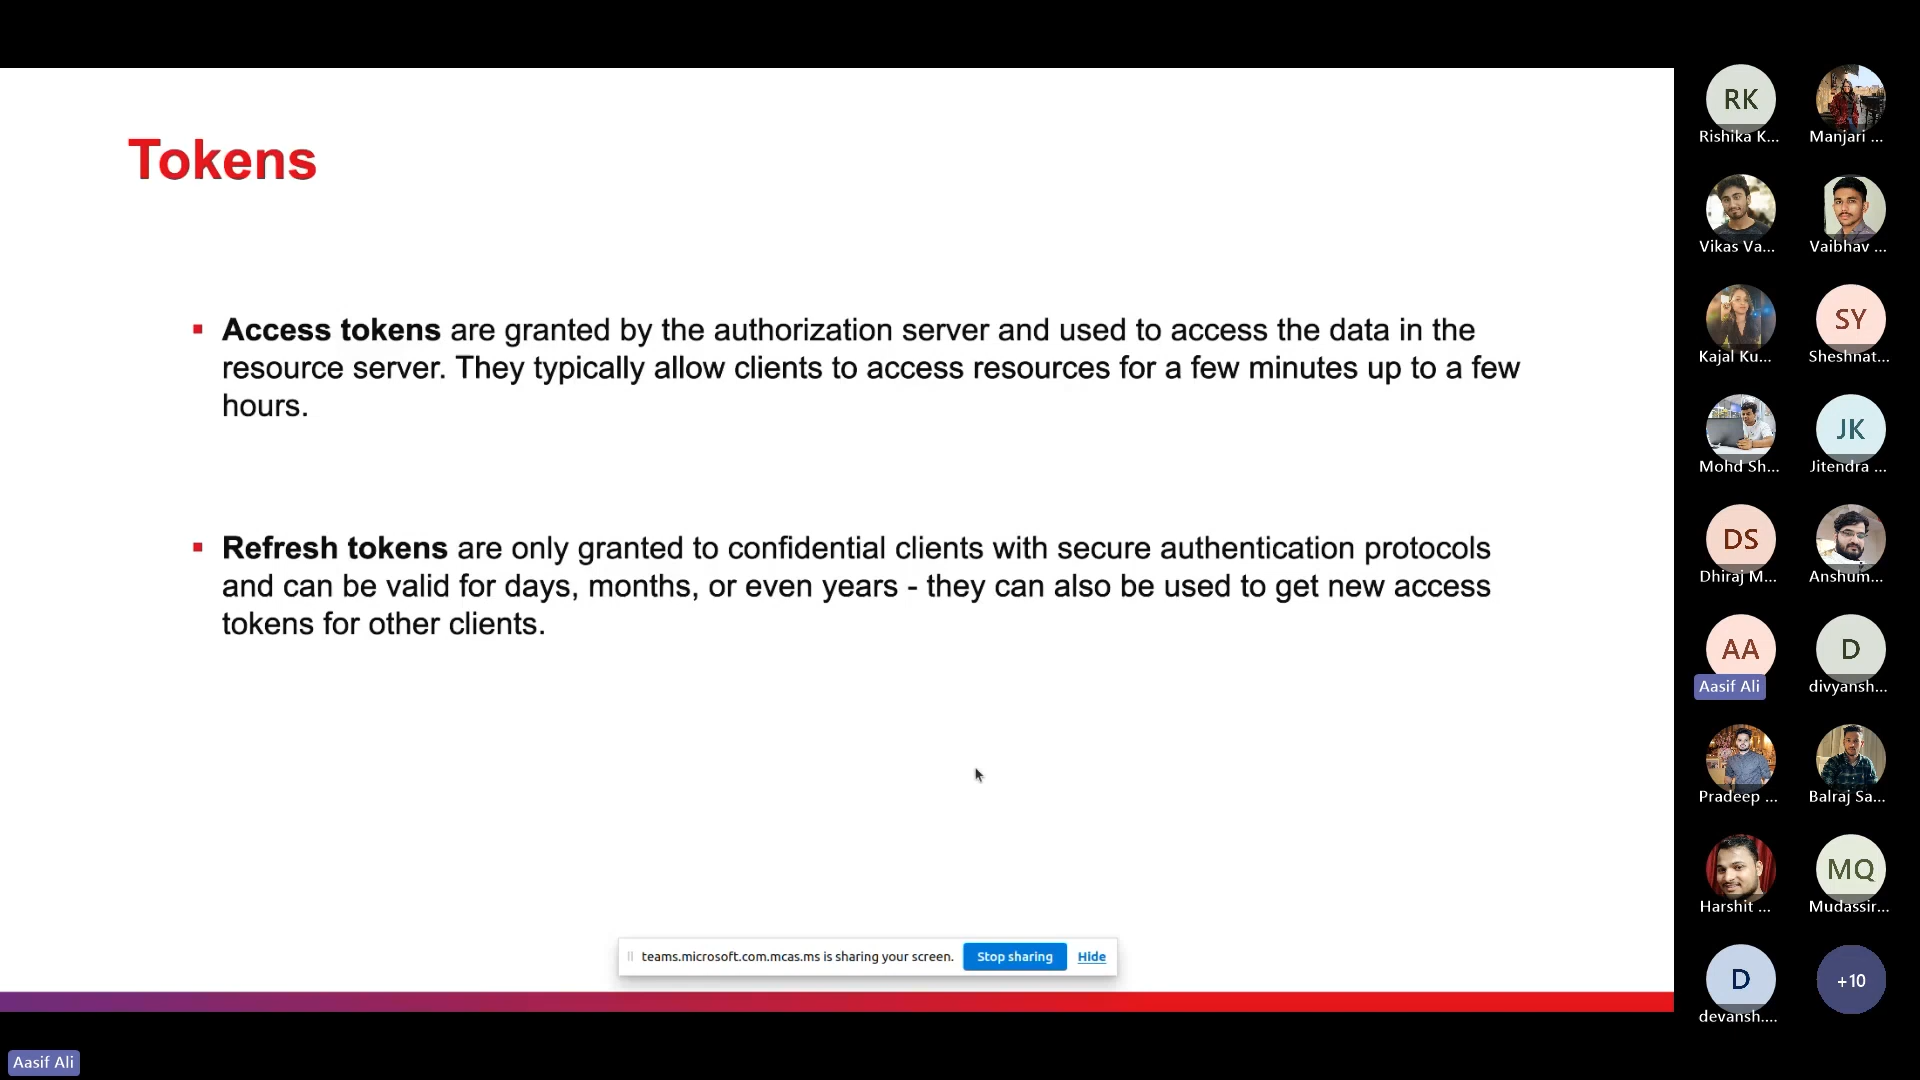 Tokens
Access tokens are granted by the authorization server and used to access the data in the
resource server. They typically allow clients to access resources for a few minutes up to a few
hours.
Refresh tokens are only granted to confidential clients with secure authentication protocols
and can be valid for days, months, or even years - they can also be used to get new access
tokens for other clients.
teams.microsoft.com.mcas.ms is sharing your screen. Stop sharing Hide
Aasif Ali
RK
Rishika K...
Manjari ...
Vikas Va...
Vaibhav ...
Kajal Ku...
SY
Sheshnat...
Mohd Sh...
JK
Jitendra ...
DS
Dhiraj M...
Anshum...
AA
Aasif Ali
D
divyansh...
Pradeep ...
Balraj Sa...
Harshit ...
MQ
Mudassir...
D
devansh....
+10